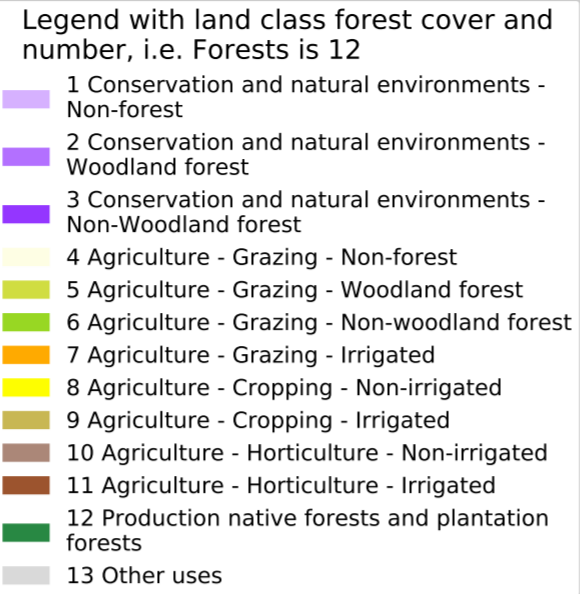 Legend with land class forest cover and
number, i.e. Forests is 12
1 Conservation and natural environments -
Non-forest
2 Conservation and natural environments -
Woodland forest
3 Conservation and natural environments -
Non-Woodland forest
4 Agriculture - Grazing - Non-forest
5 Agriculture - Grazing - Woodland forest
6 Agriculture - Grazing - Non-woodland forest
7 Agriculture - Grazing - Irrigated
8 Agriculture - Cropping - Non-irrigated
9 Agriculture - Cropping - Irrigated
10 Agriculture - Horticulture - Non-irrigated
11 Agriculture - Horticulture - Irrigated
12 Production native forests and plantation
forests
13 Other uses